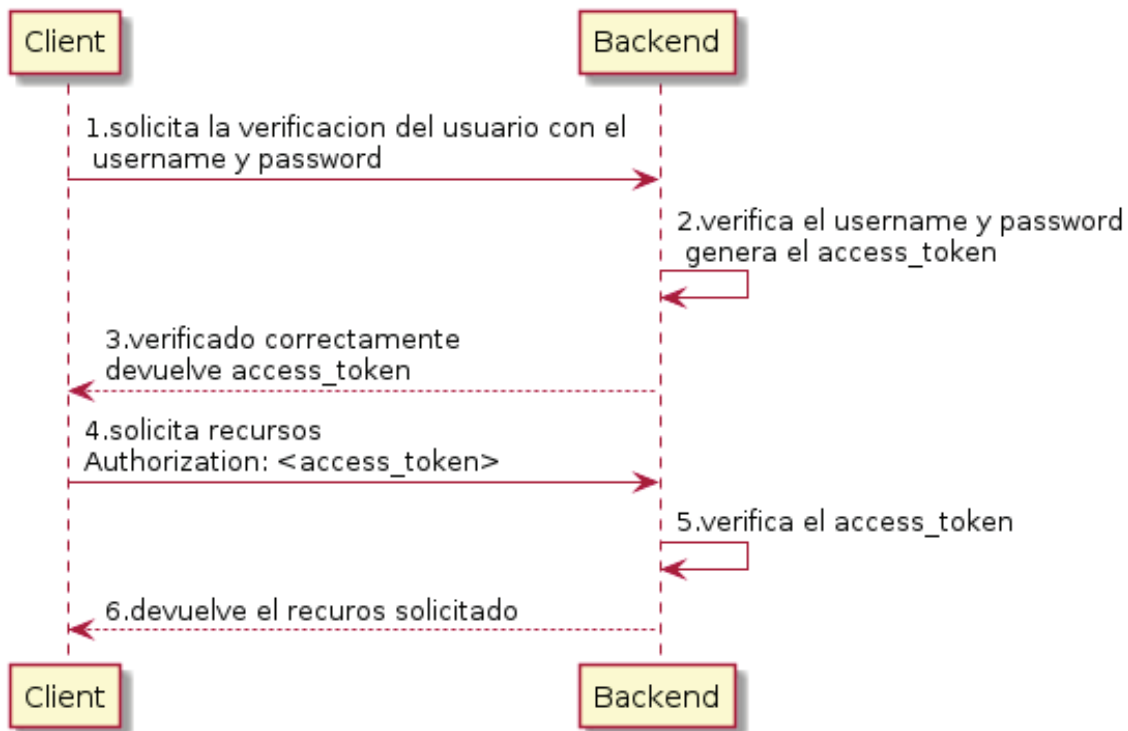 Client
Backend
1.solicita la verificacion del usuario con el
username y password
2.verifica el username y password
genera el access_token
3.verificado correctamente
devuelve access_token
4.solicita recursos
Authorization: <access_token>
5.verifica el access_token
6.devuelve el recuros solicitado
Client
Backend